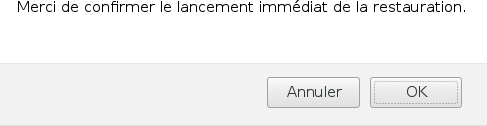 Merci de confirmer le lancement immédiat de la restauration.
Annuler OK